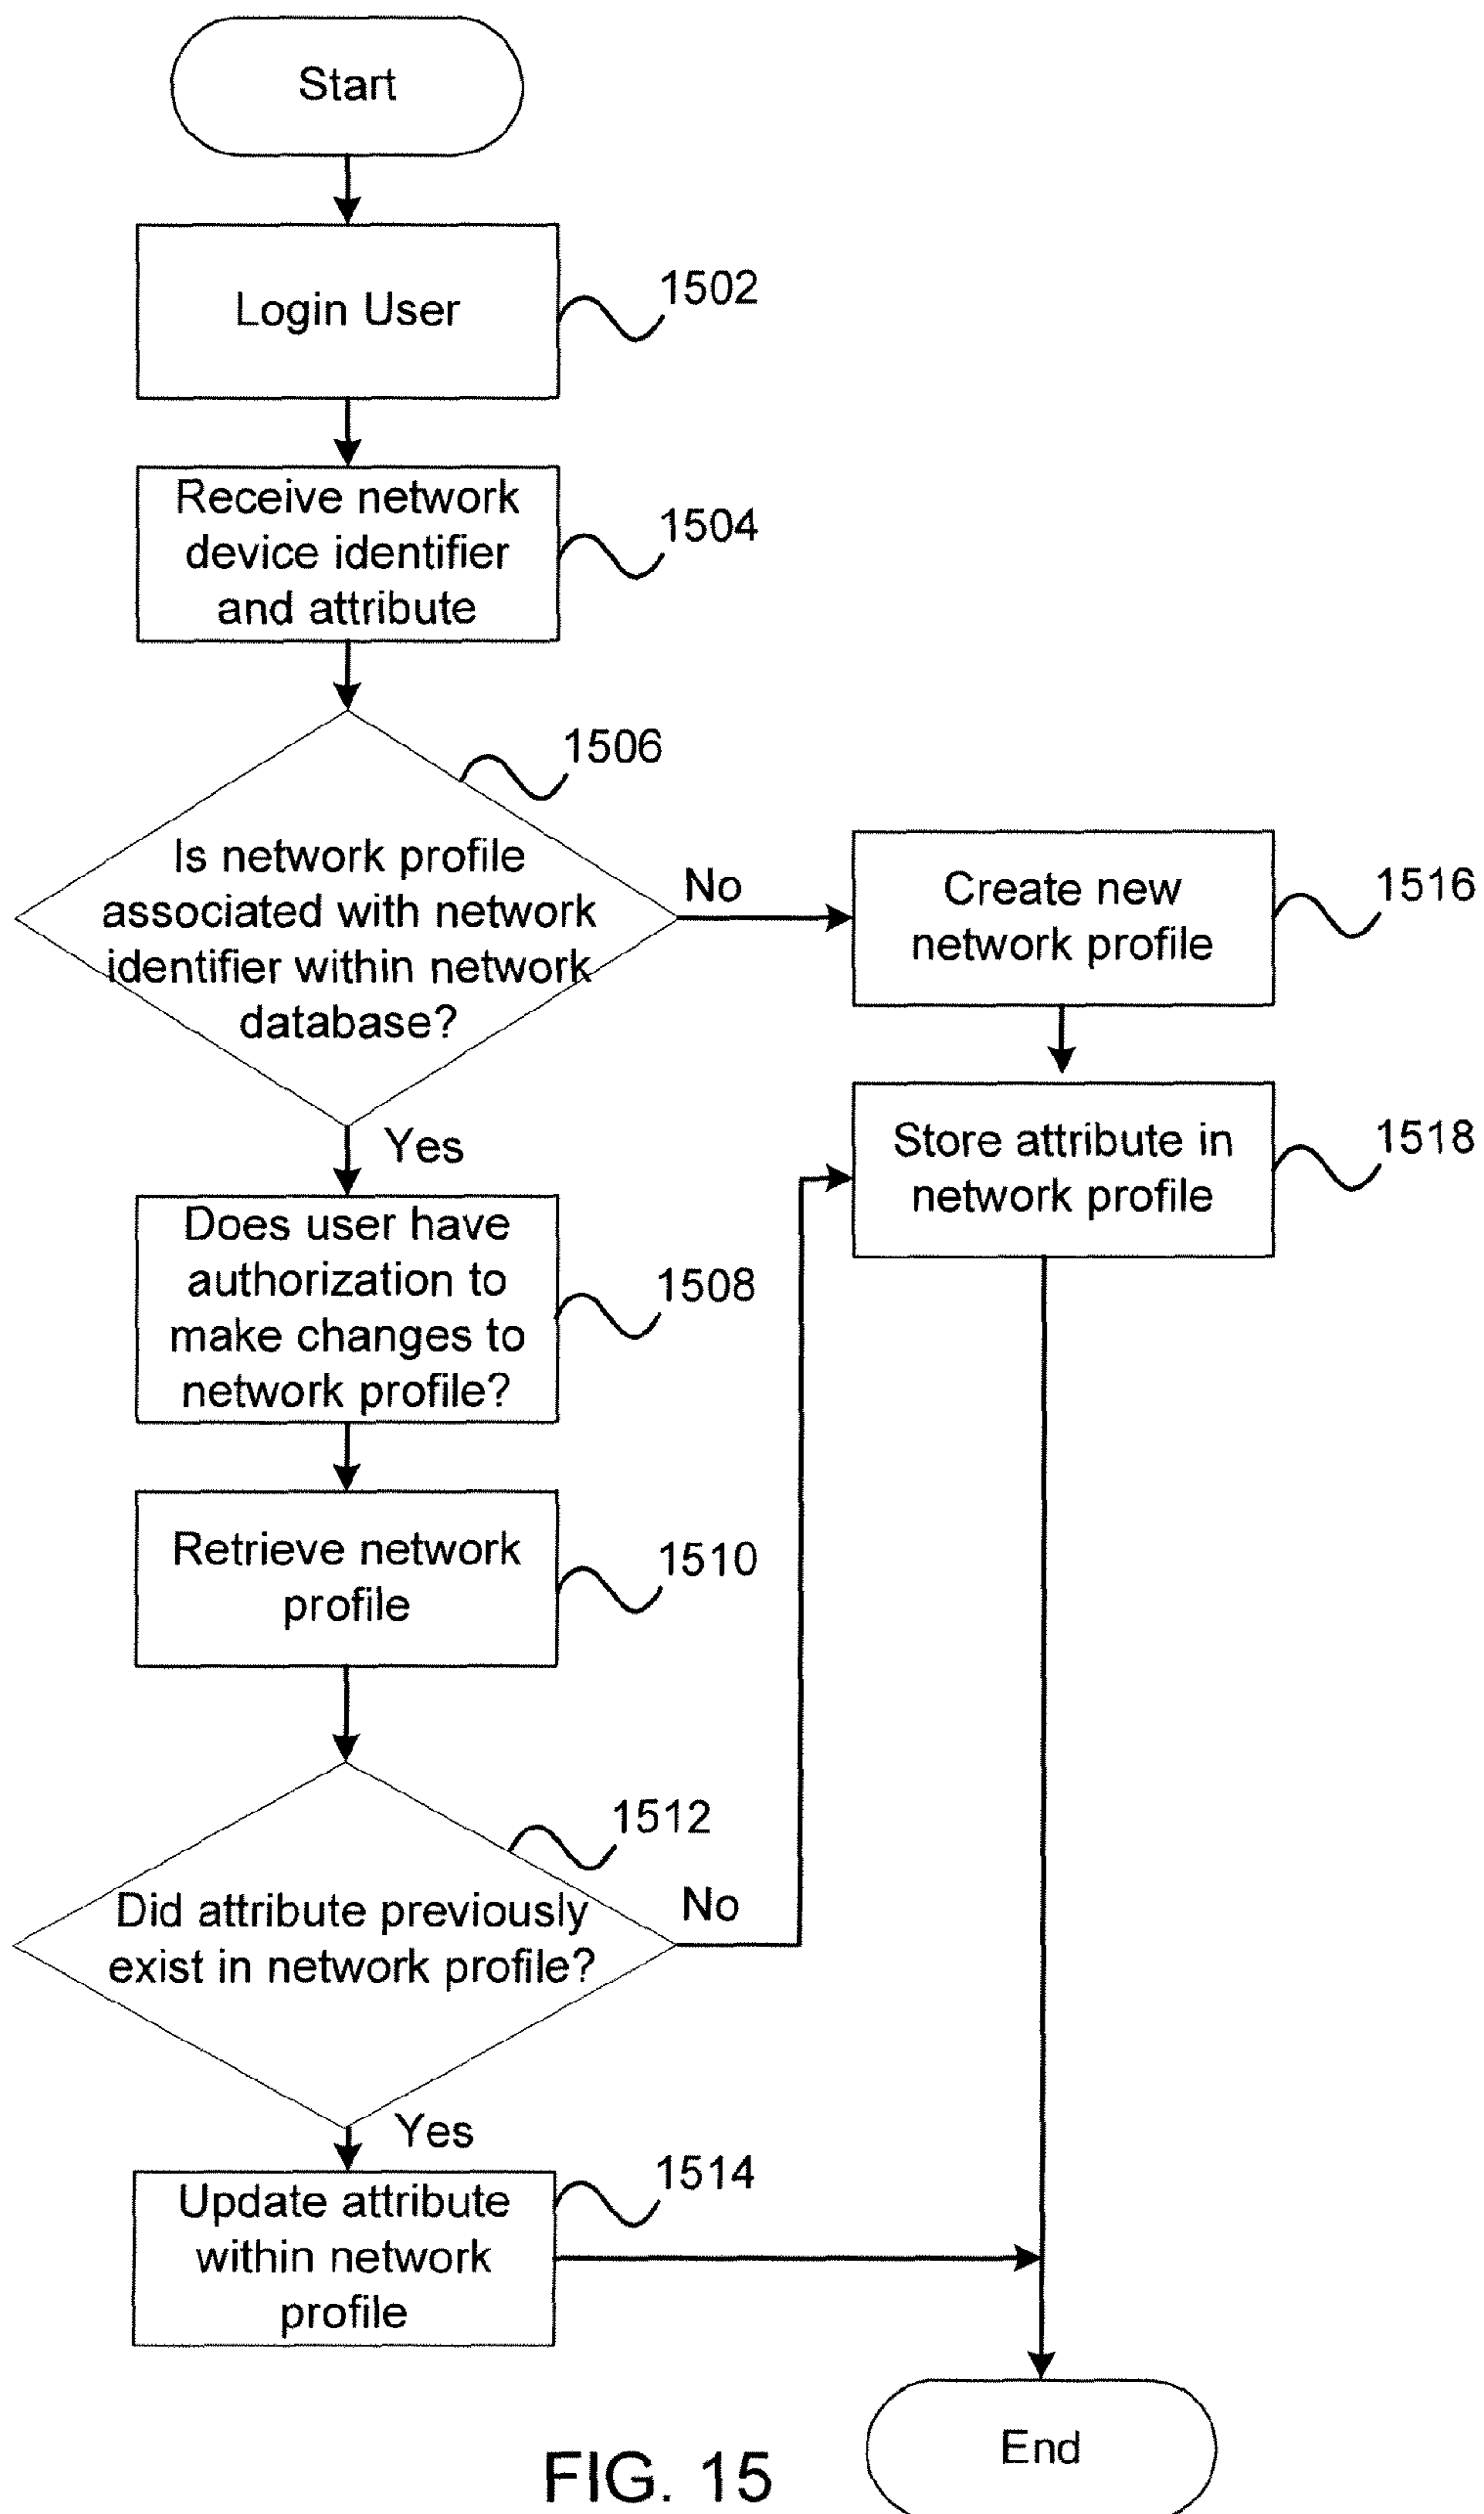 Start
Login User
1502
Receive network
device identifier
and attribute
1504
1506
Is network profile
associated with network
identifier within network
database?
No
Create new
network profile
1516
Yes
Store attribute in
network profile
1518
Does user have
authorization to
make changes to
network profile?
1508
Retrieve network
profile
1510
1512
Did attribute previously
exist in network profile?
No
Yes
Update attribute
within network
profile
1514
End
FIG. 15